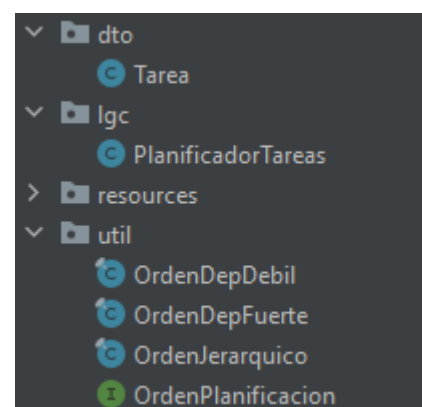 dto
C Tarea
lgc
C PlanificadorTareas
resources
util
C OrdenDepDebil
C OrdenDepFuerte
C OrdenJerarquico
I OrdenPlanificacion